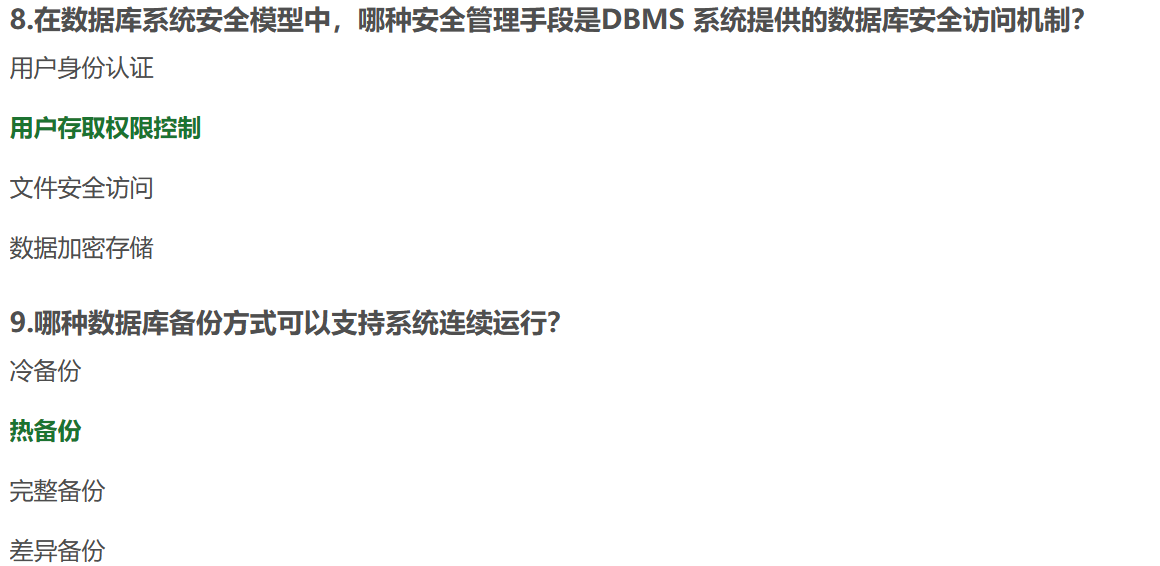 8.在数据库系统安全模型中，哪种安全管理手段是DBMS 系统提供的数据库安全访问机制？
用户身份认证
用户存取权限控制
文件安全访问
数据加密存储
9.哪种数据库备份方式可以支持系统连续运行？
冷备份
热备份
完整备份
差异备份